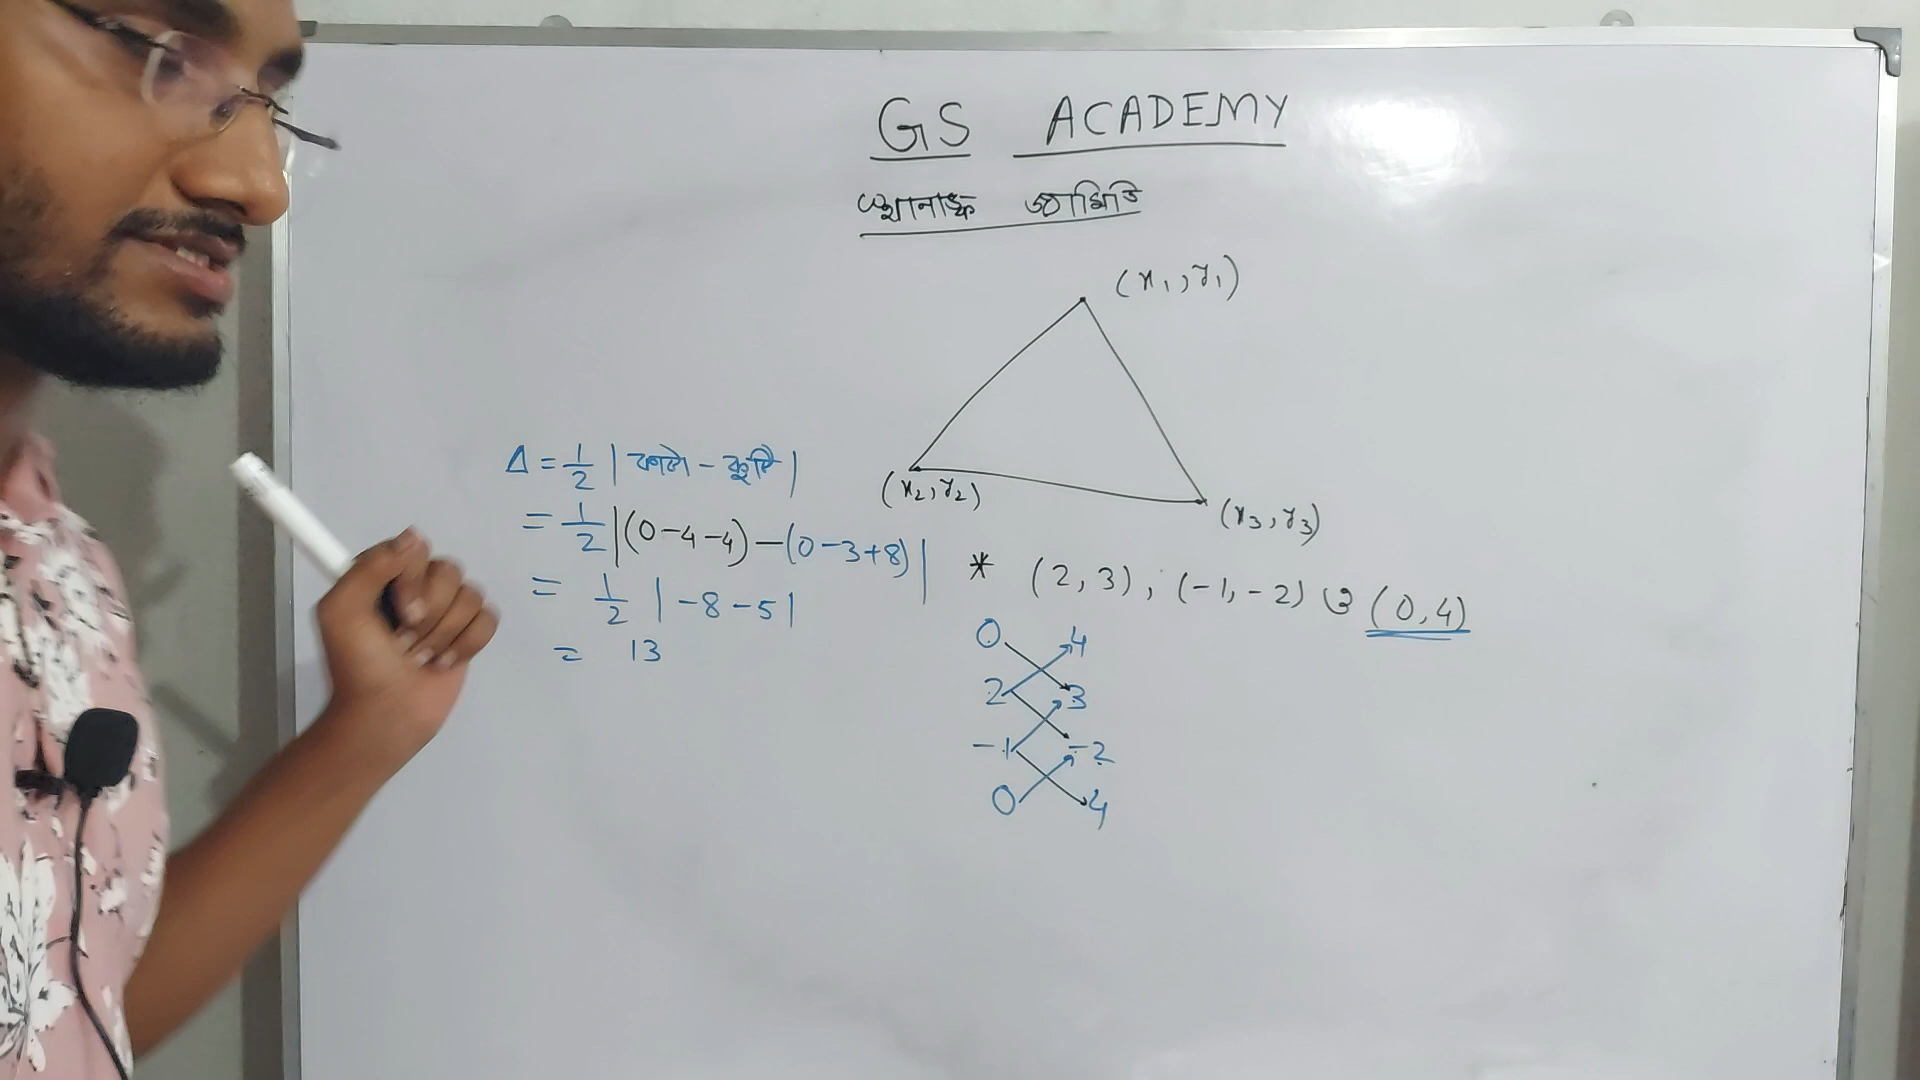 GS ACADEMY
স্থানাঙ্ক জ্যামিতি
(x₁, y₁)
(x₂, y₂)
(x₃, y₃)
Δ = 1/2 | কালো - |
= 1/2 |(0-4-4) - (0-3+8)|
= 1/2 |-8-5|
= 13
* (2,3), (-1,-2) ও (0,4)
0 4
2 3
-1 -2
0 4